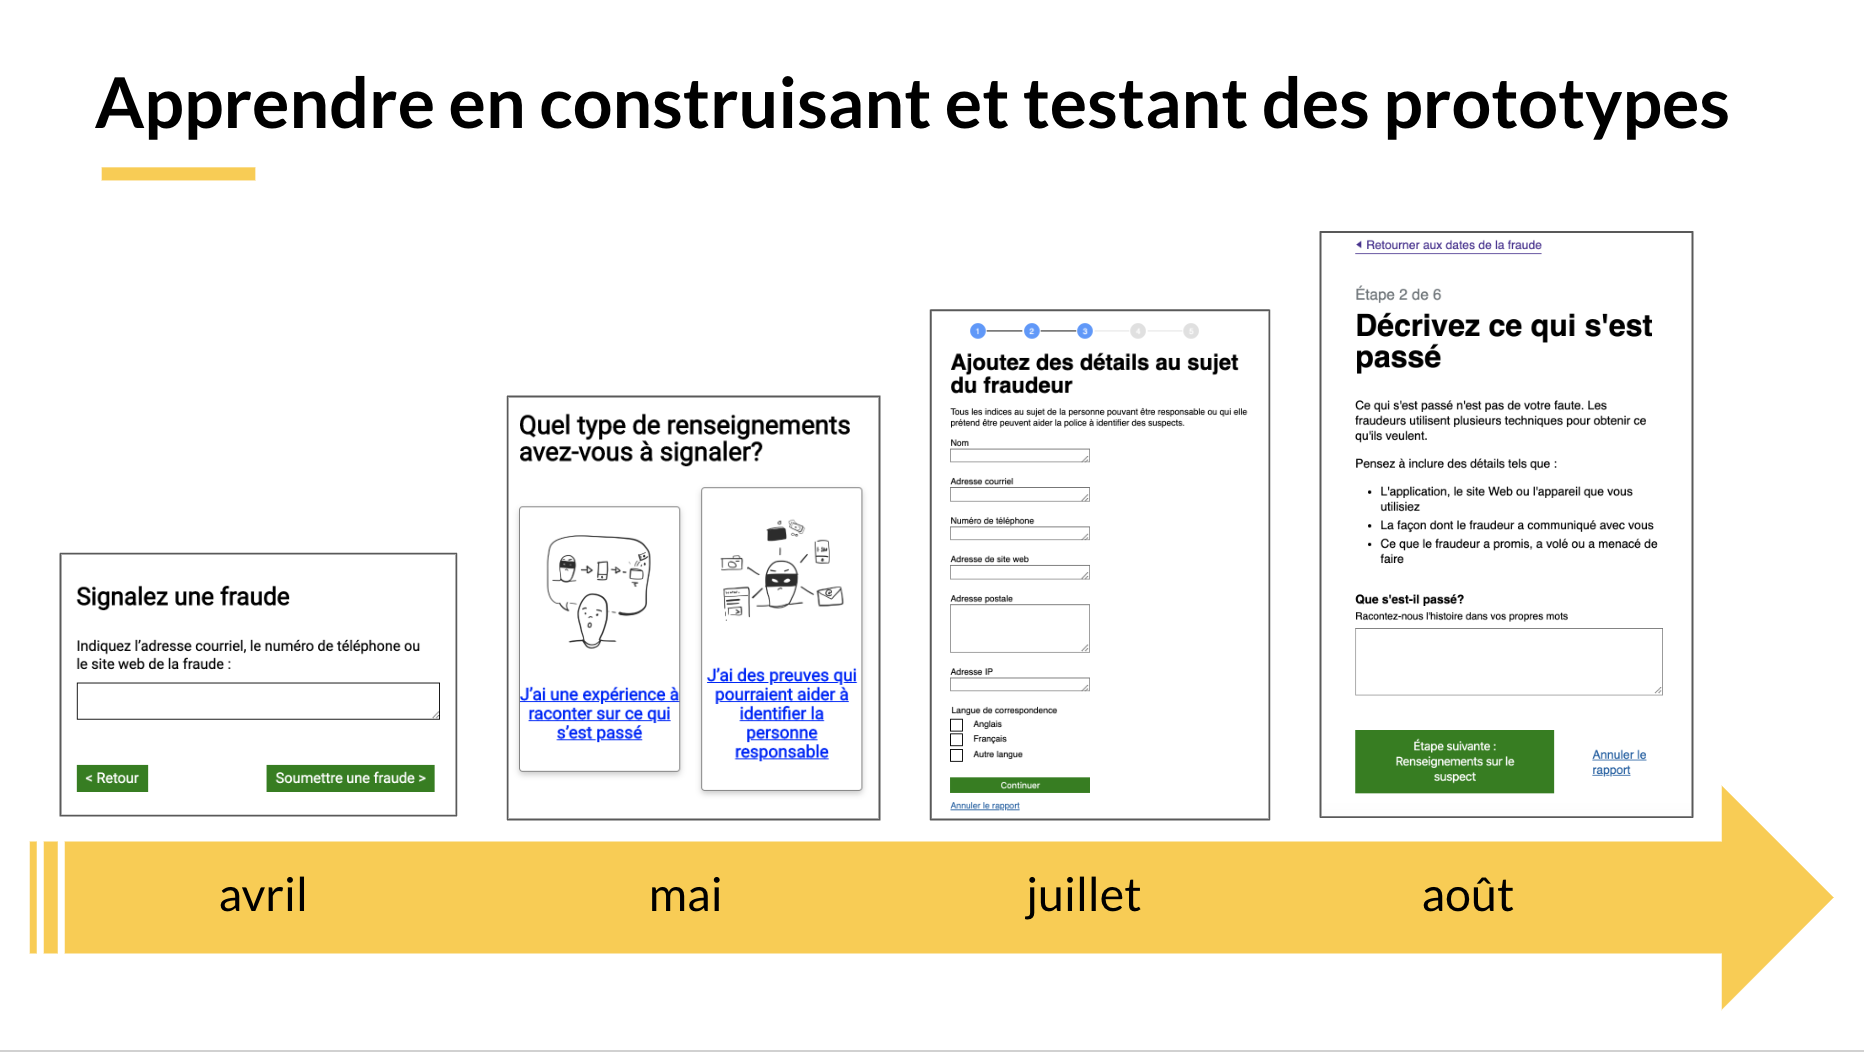 Apprendre en construisant et testant des prototypes
Signalez une fraude
Indiquez l’adresse courriel, le numéro de téléphone ou
le site web de la fraude :
< Retour
Soumettre une fraude >
Quel type de renseignements
avez-vous à signaler?
J’ai une expérience à
raconter sur ce qui
s’est passé
J’ai des preuves qui
pourraient aider à
identifier la
personne
responsable
1 2 3 4 5
Ajoutez des détails au sujet
du fraudeur
Tous les indices au sujet de la personne pouvant être responsable ou qui elle
prétend être peuvent aider la police à identifier des suspects.
Nom
Adresse courriel
Numéro de téléphone
Adresse de site web
Adresse postale
Adresse IP
Langue de correspondence
Anglais
Français
Autre langue
Continuer
Annuler le rapport
Retourner aux dates de la fraude
Étape 2 de 6
Décrivez ce qui s'est
passé
Ce qui s'est passé n'est pas de votre faute. Les
fraudeurs utilisent plusieurs techniques pour obtenir ce
qu'ils veulent.
Pensez à inclure des détails tels que :
• L'application, le site Web ou l'appareil que vous
utilisiez
• La façon dont le fraudeur a communiqué avec vous
• Ce que le fraudeur a promis, a volé ou a menacé de
faire
Que s'est-il passé?
Racontez-nous l'histoire dans vos propres mots
Étape suivante :
Renseignements sur le
suspect
Annuler le
rapport
avril
mai
juillet
août